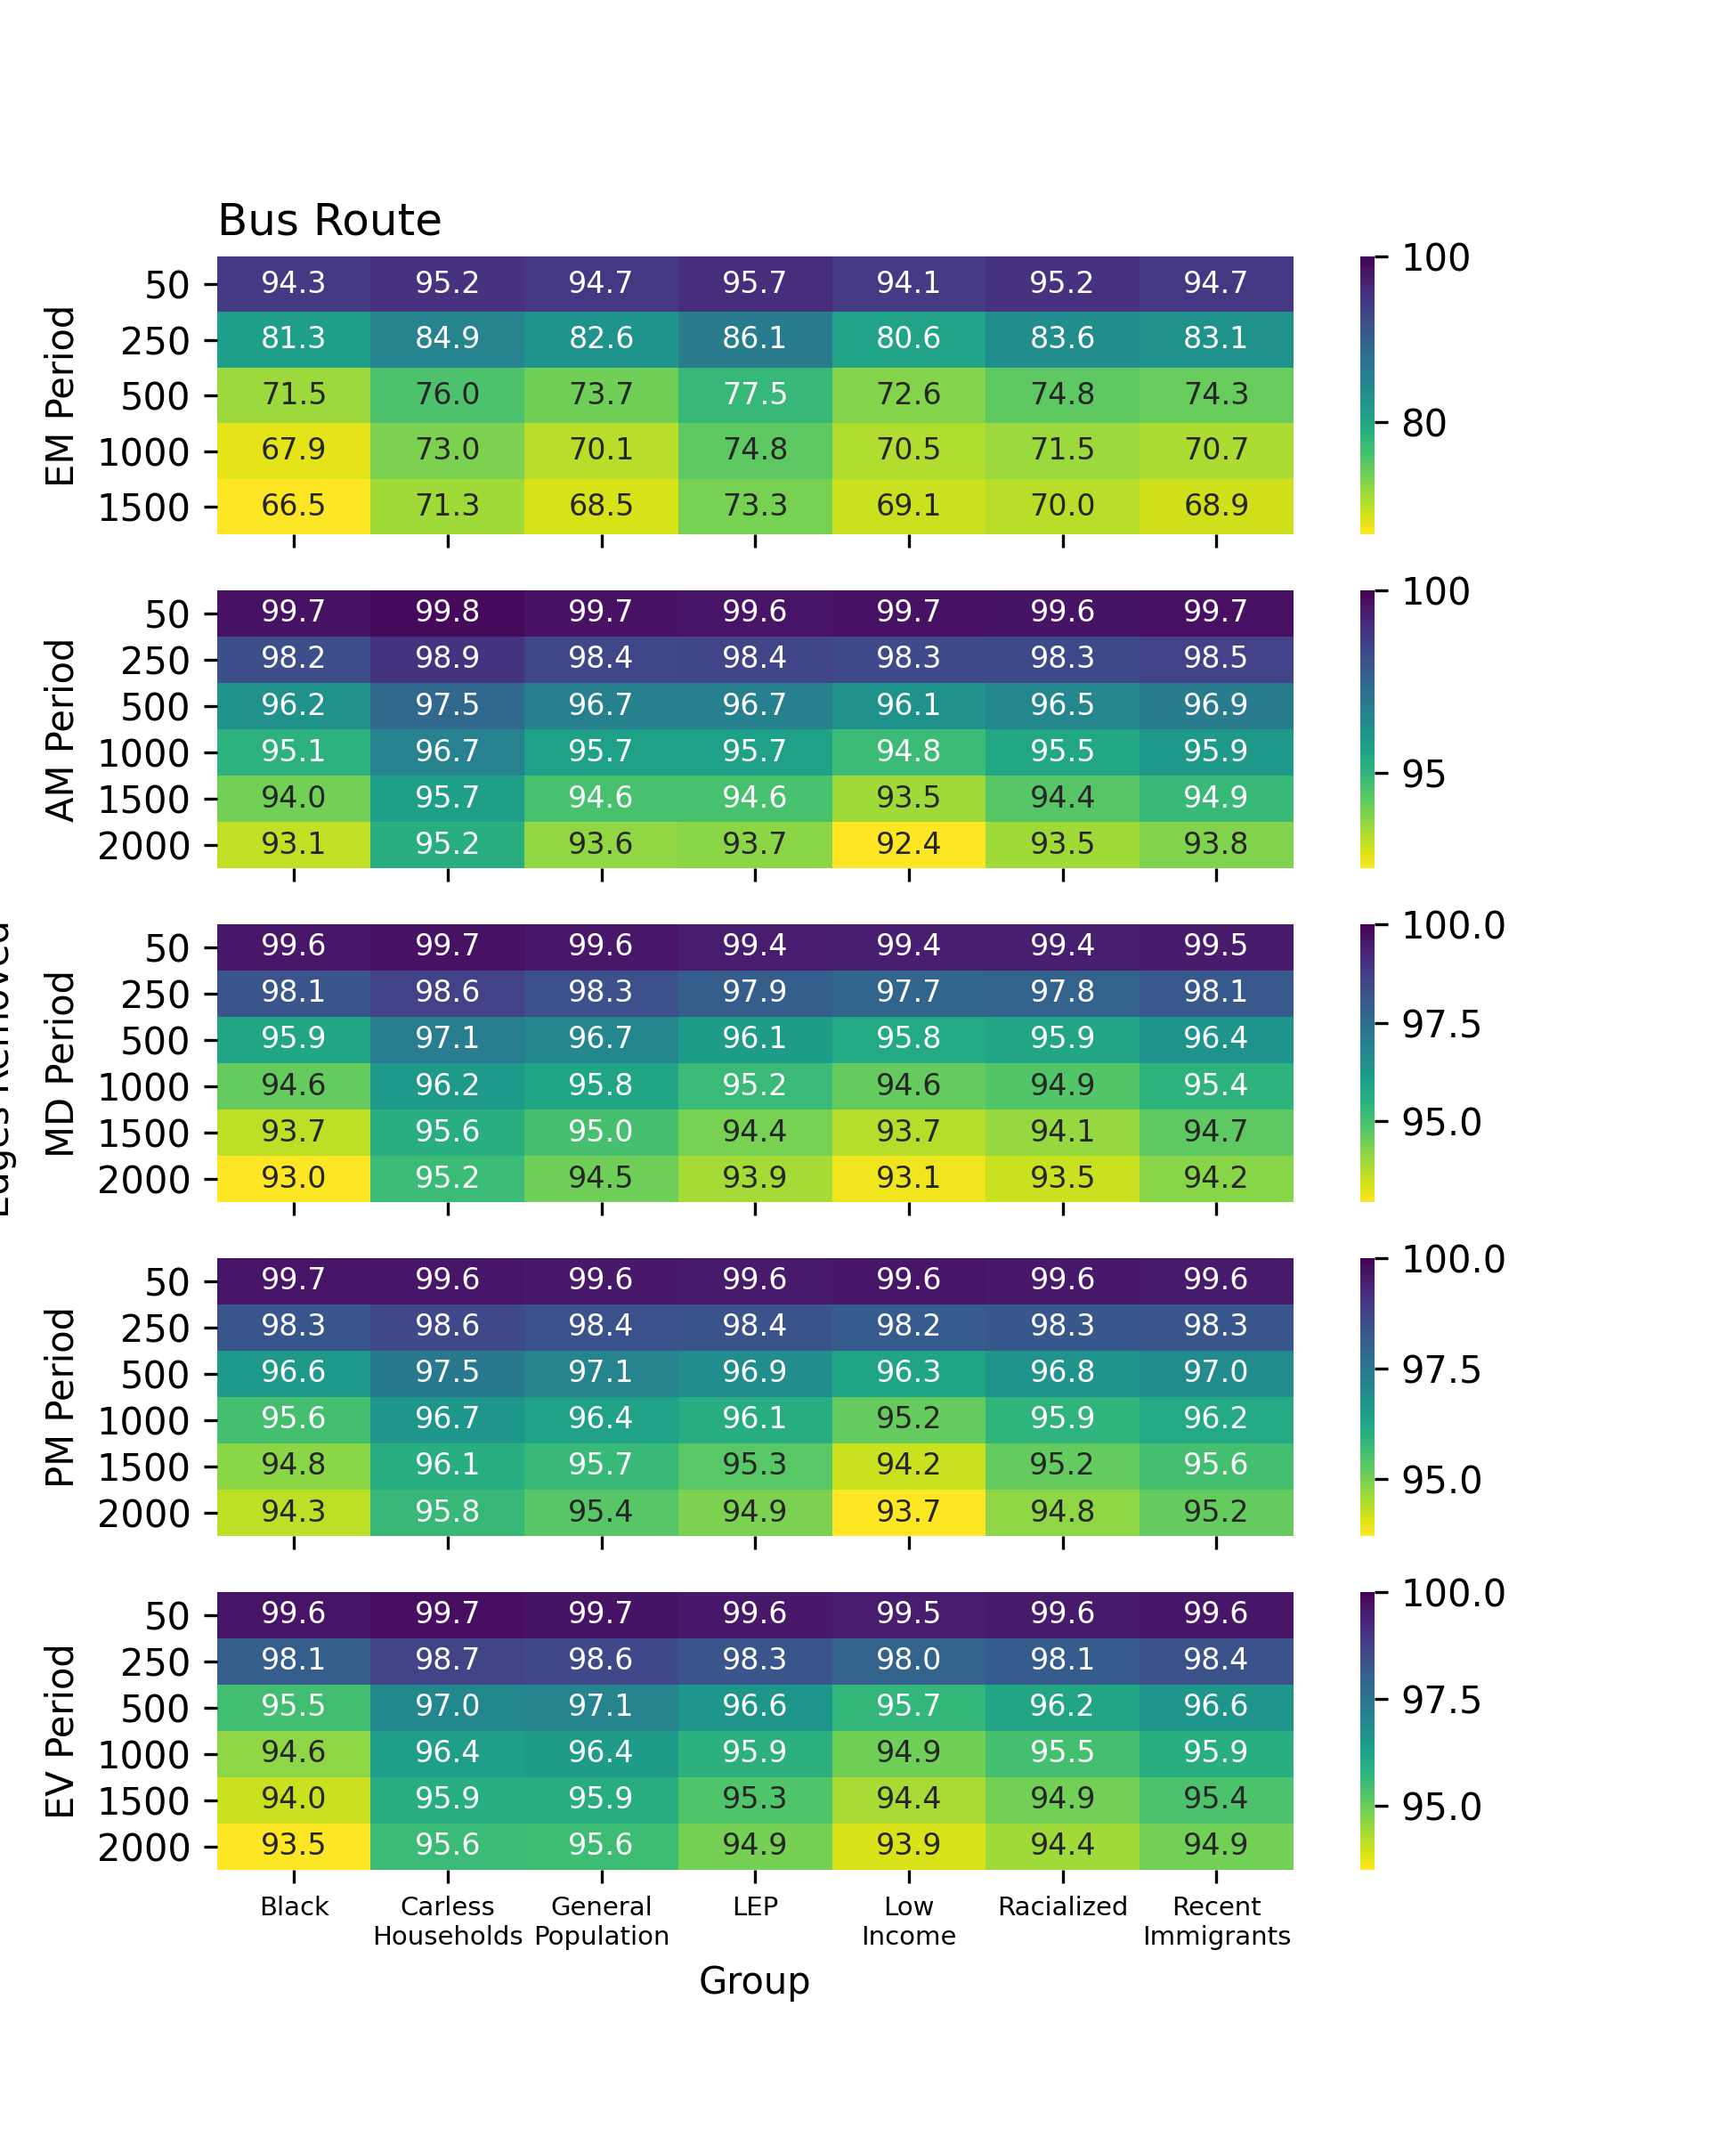 Bus Route
EM Period
50 94.3 95.2 94.7 95.7 94.1 95.2 94.7 100
250 81.3 84.9 82.6 86.1 80.6 83.6 83.1
500 71.5 76.0 73.7 77.5 72.6 74.8 74.3 80
1000 67.9 73.0 70.1 74.8 70.5 71.5 70.7
1500 66.5 71.3 68.5 73.3 69.1 70.0 68.9
AM Period
50 99.7 99.8 99.7 99.6 99.7 99.6 99.7 100
250 98.2 98.9 98.4 98.4 98.3 98.3 98.5
500 96.2 97.5 96.7 96.7 96.1 96.5 96.9
1000 95.1 96.7 95.7 95.7 94.8 95.5 95.9 95
1500 94.0 95.7 94.6 94.6 93.5 94.4 94.9
2000 93.1 95.2 93.6 93.7 92.4 93.5 93.8
Removed
MD Period
50 99.6 99.7 99.6 99.4 99.4 99.4 99.5 100.0
250 98.1 98.6 98.3 97.9 97.7 97.8 98.1 97.5
500 95.9 97.1 96.7 96.1 95.8 95.9 96.4
1000 94.6 96.2 95.8 95.2 94.6 94.9 95.4 95.0
1500 93.7 95.6 95.0 94.4 93.7 94.1 94.7
2000 93.0 95.2 94.5 93.9 93.1 93.5 94.2
PM Period
50 99.7 99.6 99.6 99.6 99.6 99.6 99.6 100.0
250 98.3 98.6 98.4 98.4 98.2 98.3 98.3
500 96.6 97.5 97.1 96.9 96.3 96.8 97.0 97.5
1000 95.6 96.7 96.4 96.1 95.2 95.9 96.2
1500 94.8 96.1 95.7 95.3 94.2 95.2 95.6 95.0
2000 94.3 95.8 95.4 94.9 93.7 94.8 95.2
EV Period
50 99.6 99.7 99.7 99.6 99.5 99.6 99.6 100.0
250 98.1 98.7 98.6 98.3 98.0 98.1 98.4
500 95.5 97.0 97.1 96.6 95.7 96.2 96.6 97.5
1000 94.6 96.4 96.4 95.9 94.9 95.5 95.9
1500 94.0 95.9 95.9 95.3 94.4 94.9 95.4 95.0
2000 93.5 95.6 95.6 94.9 93.9 94.4 94.9
Black Carless General LEP Low Racialized Recent
Households Population Income Immigrants
Group